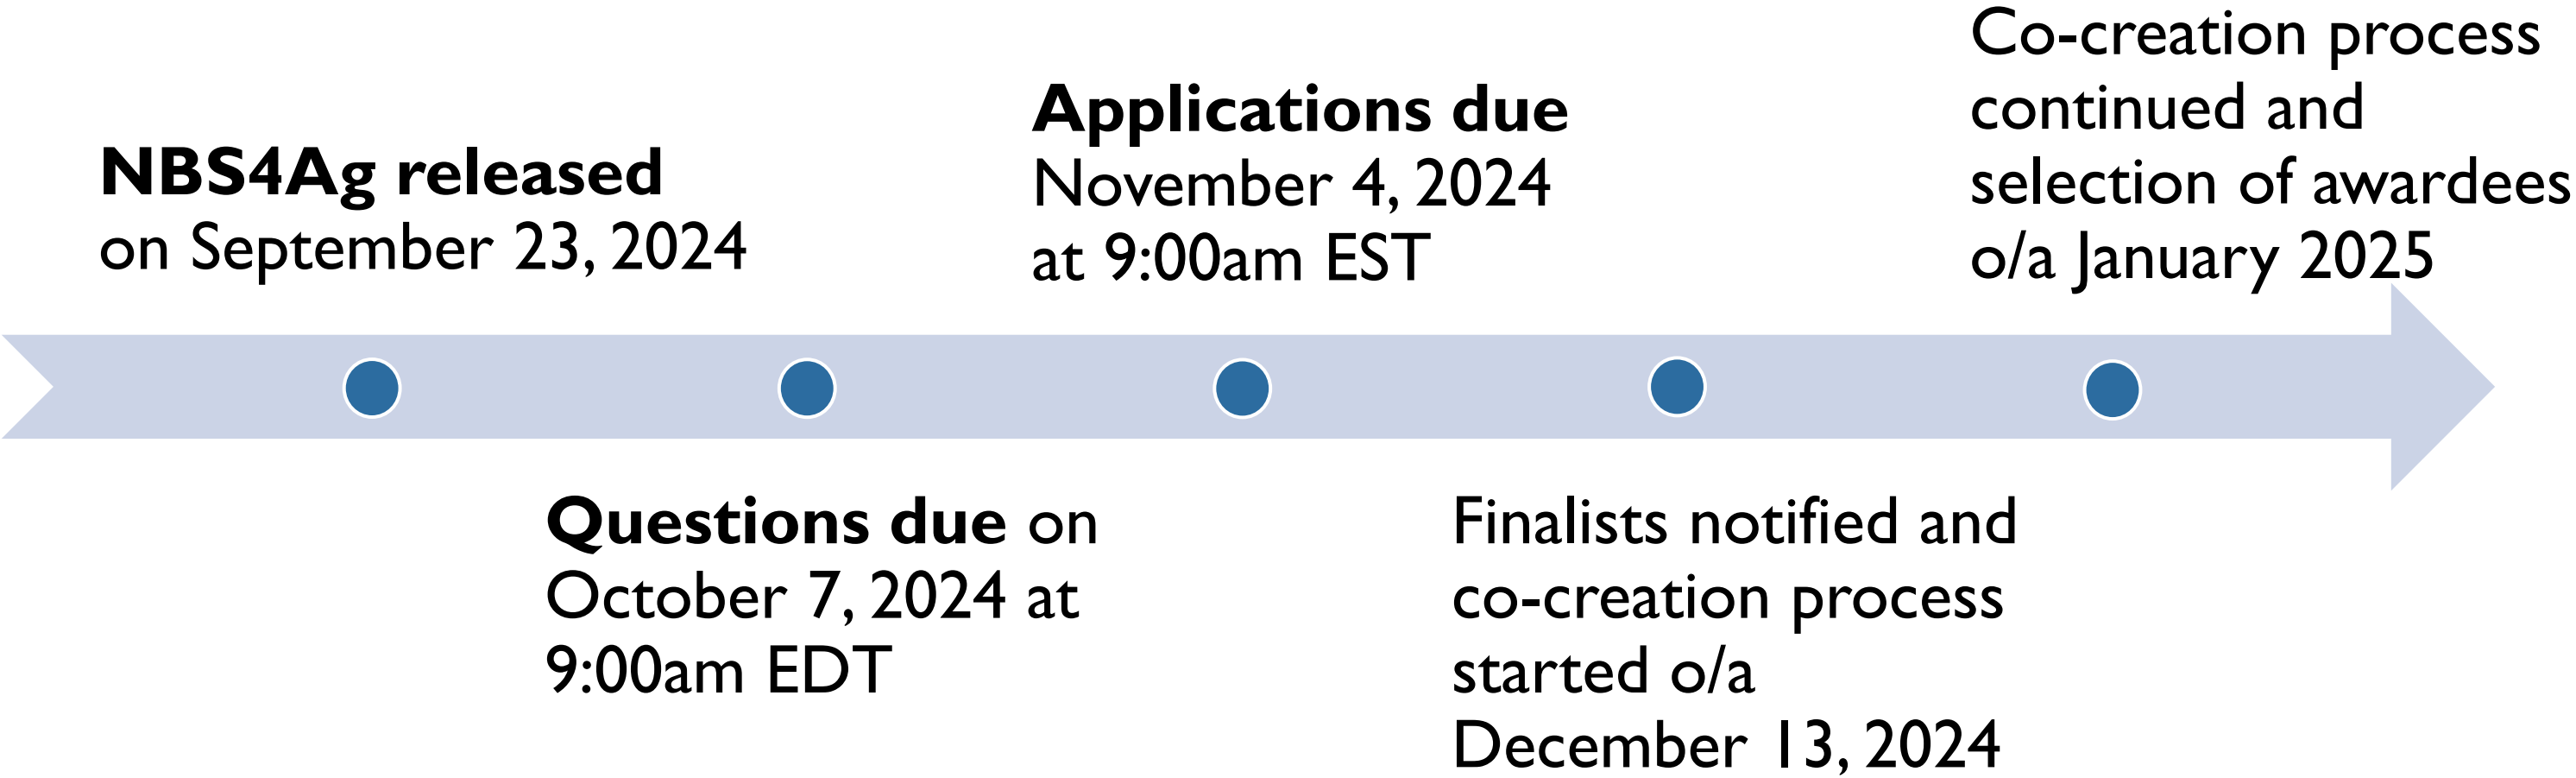 NBS4Ag released
on September 23, 2024
Questions due on
October 7, 2024 at
9:00am EDT
Applications due
November 4, 2024
at 9:00am EST
Finalists notified and
co-creation process
started o/a
December 13, 2024
Co-creation process
continued and
selection of awardees
o/a January 2025